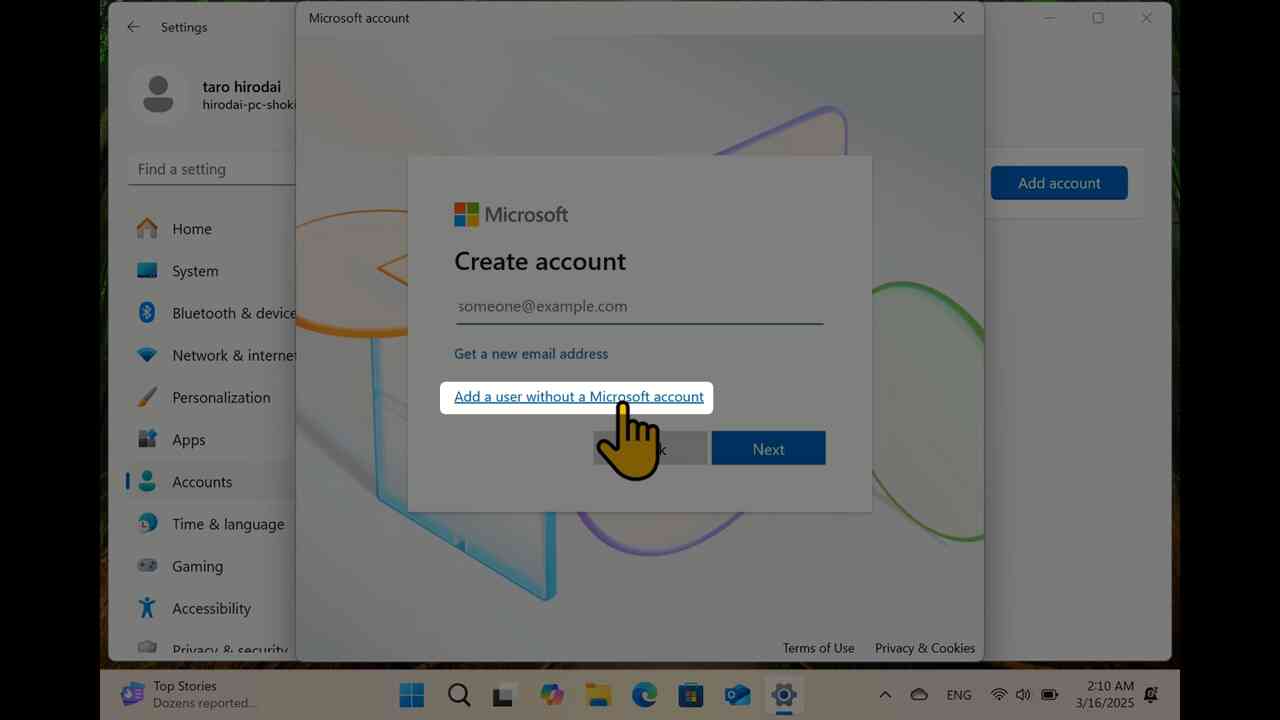 Settings
Microsoft account
taro hirodai
hirodai-pc-shoki
Find a setting
Home
System
Bluetooth & device
Network & internet
Personalization
Apps
Accounts
Time & language
Gaming
Accessibility
Privacy & security
Add account
Microsoft
Create account
someone@example.com
Get a new email address
Add a user without a Microsoft account
Next
Terms of Use
Privacy & Cookies
Top Stories
Dozens reported...
ENG
2:10 AM
3/16/2025